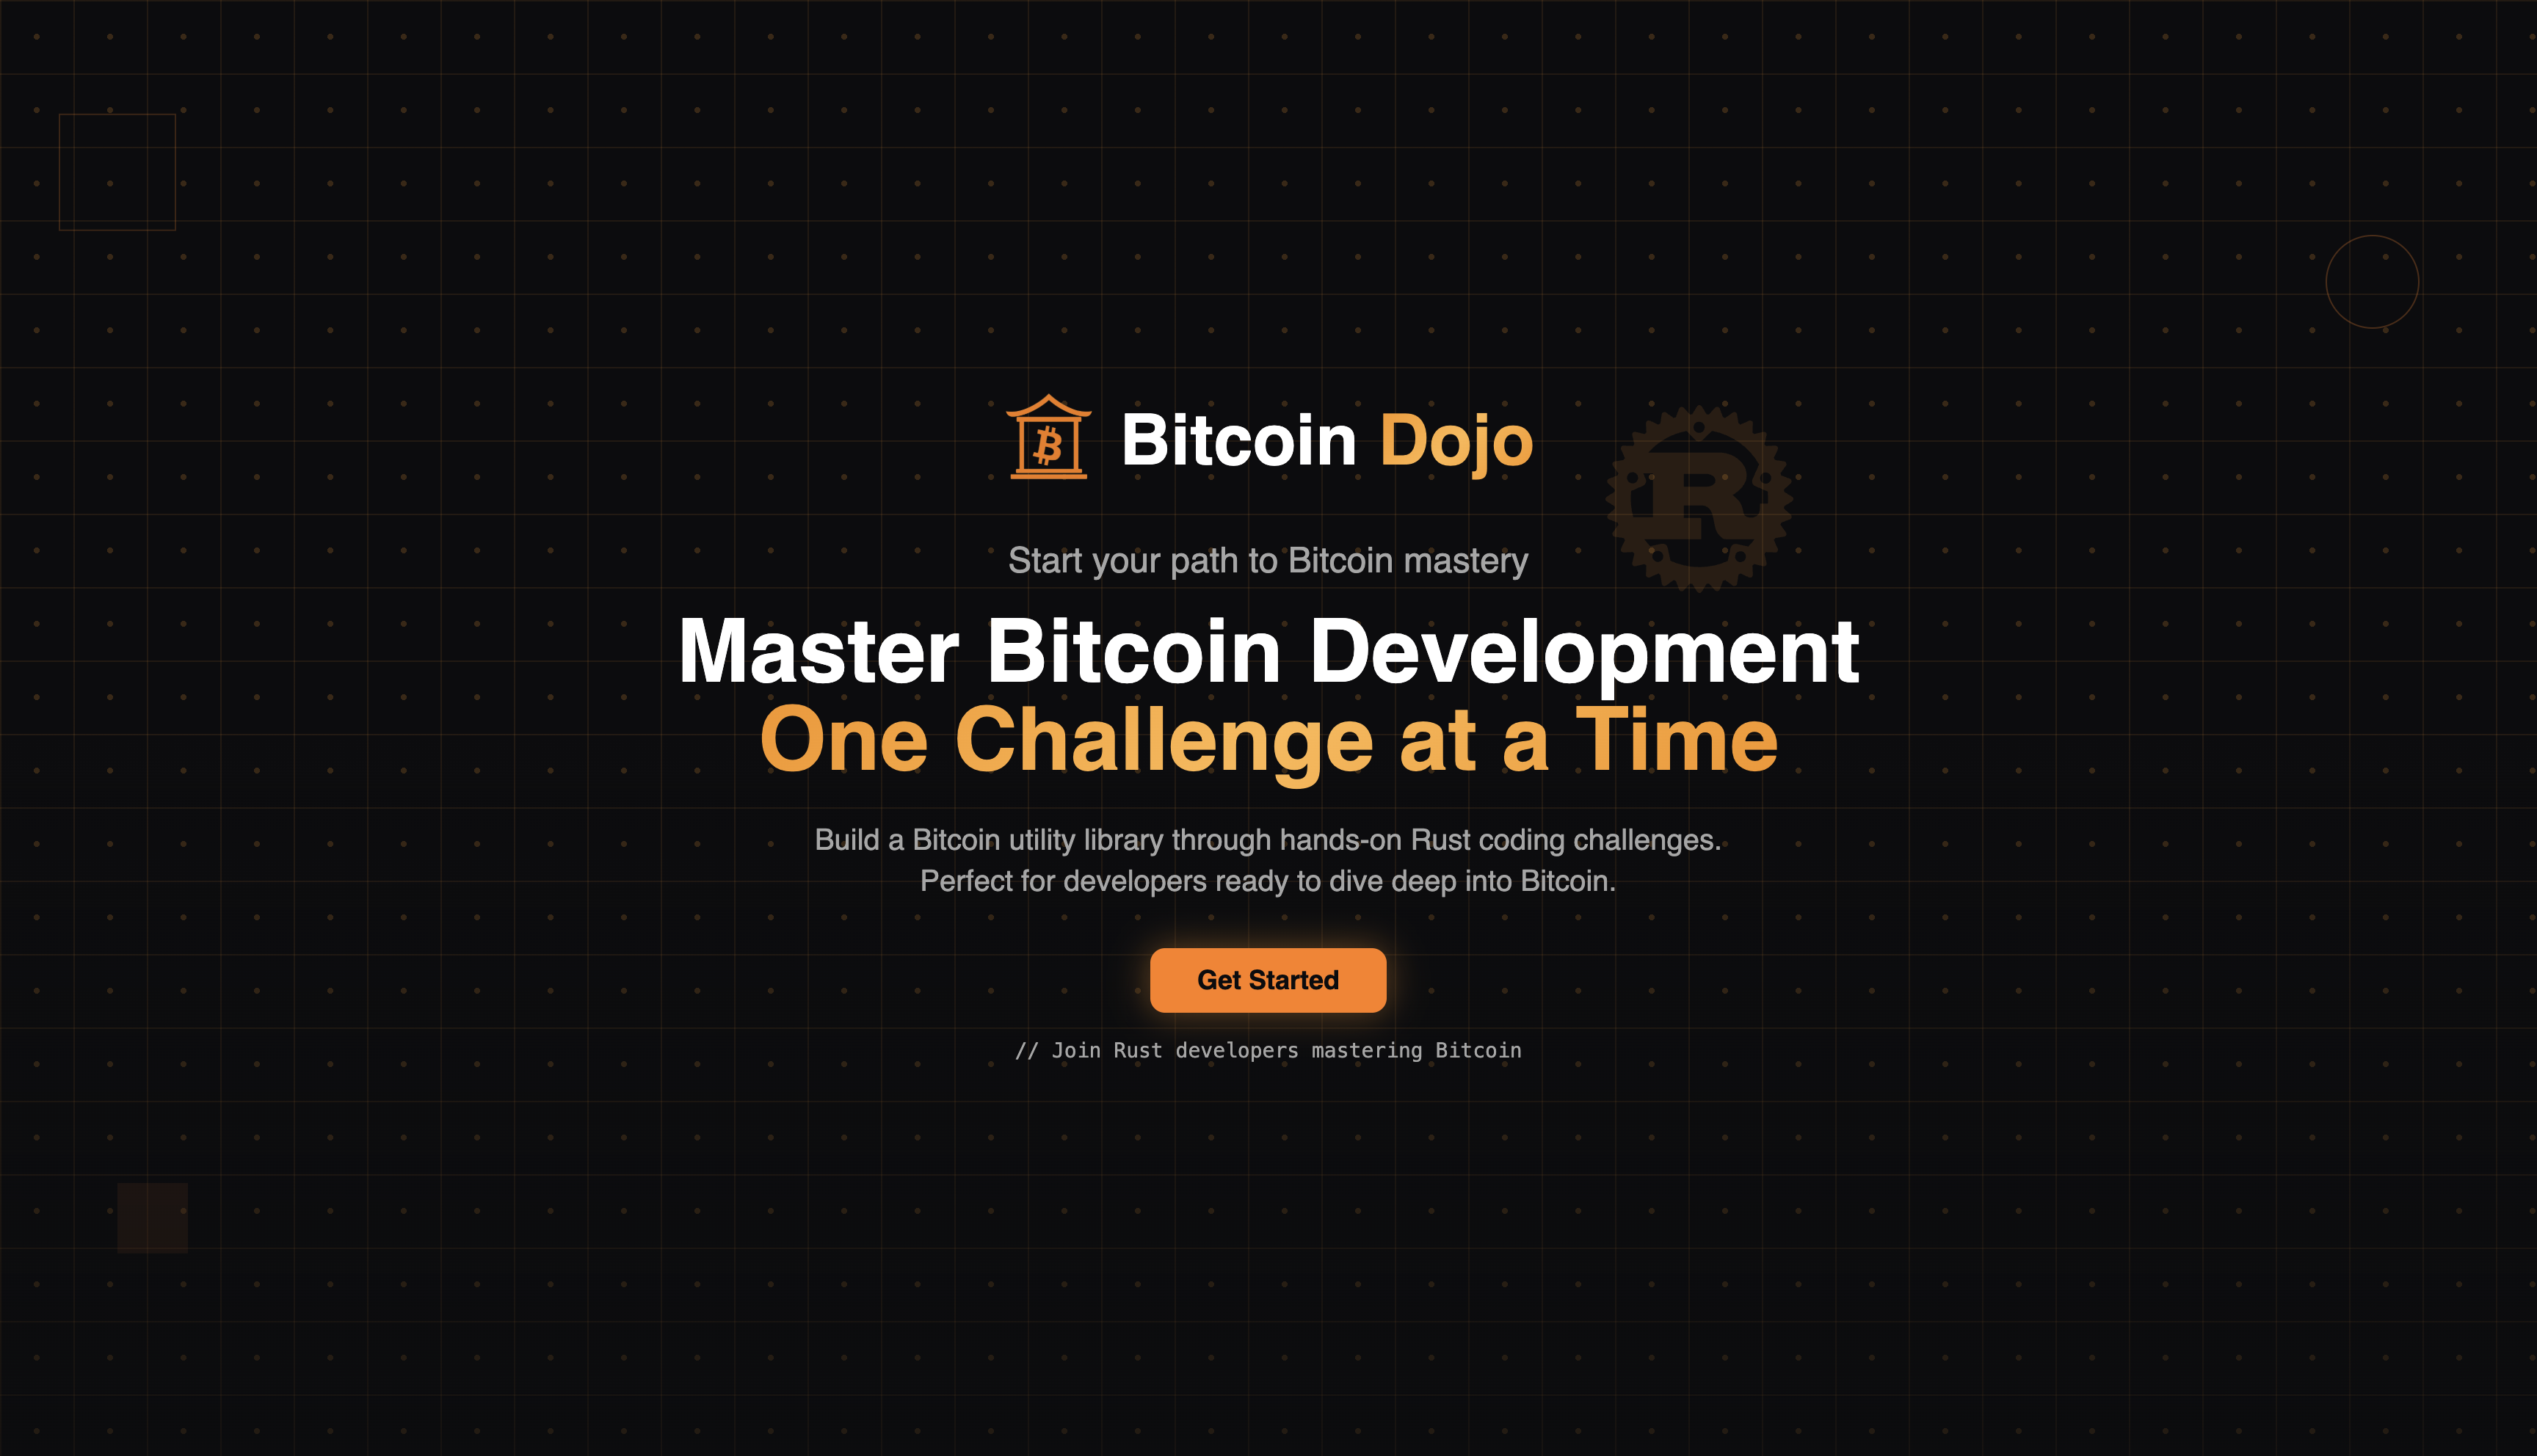 Bitcoin Dojo
Start your path to Bitcoin mastery
Master Bitcoin Development
One Challenge at a Time
Build a Bitcoin utility library through hands-on Rust coding challenges.
Perfect for developers ready to dive deep into Bitcoin.
Get Started
// Join Rust developers mastering Bitcoin